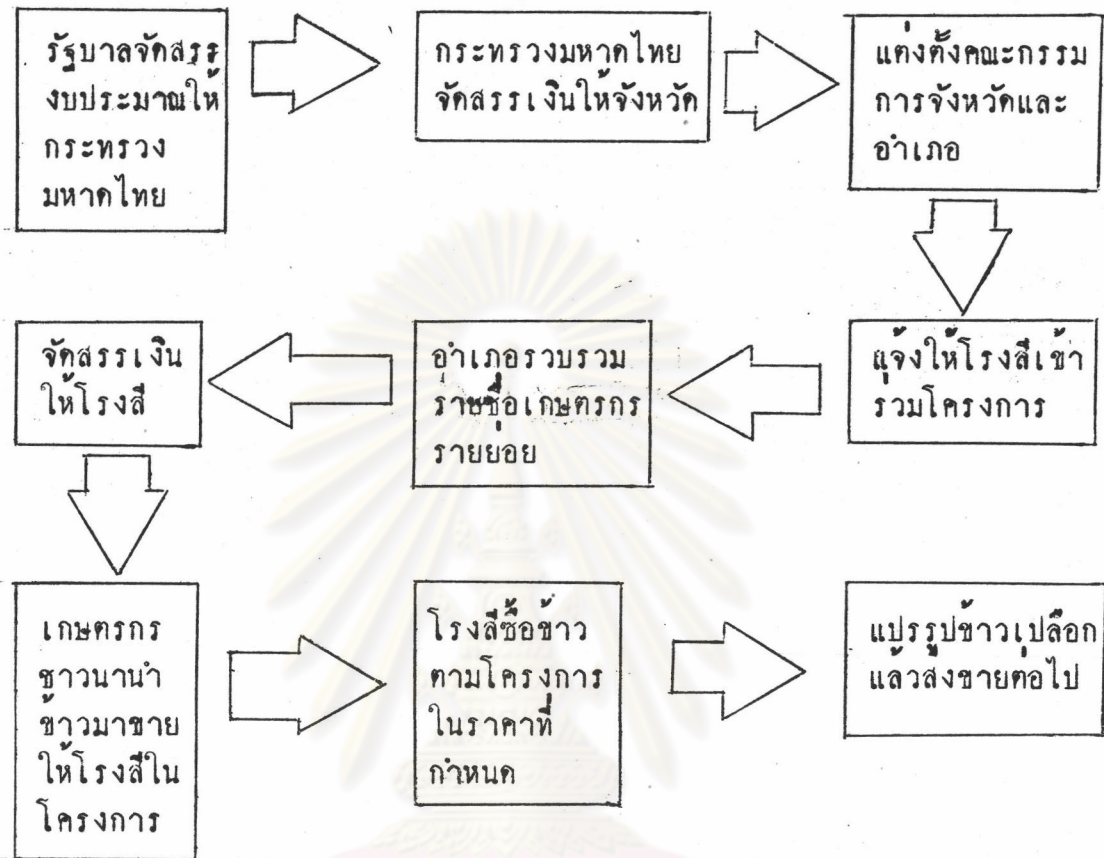 รัฐบาลจัดสรร
งบประมาณให้
กระทรวง
มหาดไทย
กระทรวงมหาดไทย
จัดสรรเงินให้จังหวัด
แต่งตั้งคณะกรรม
การจังหวัดและ
อำเภอ
แจ้งให้โรงสีเข้า
รวมโครงการ
อำเภอรวบรวม
รายชื่อเกษตรกร
รายย่อย
จัดสรรเงิน
ให้โรงสี
เกษตรกร
ชาวนานำ
ข้าวมาขาย
ให้โรงสีใน
โครงการ
โรงสีซื้อข้าว
ตามโครงการ
ในราคาที่
กำหนด
แปรรูปข้าวเปลือก
แล้วส่งขายต่อไป